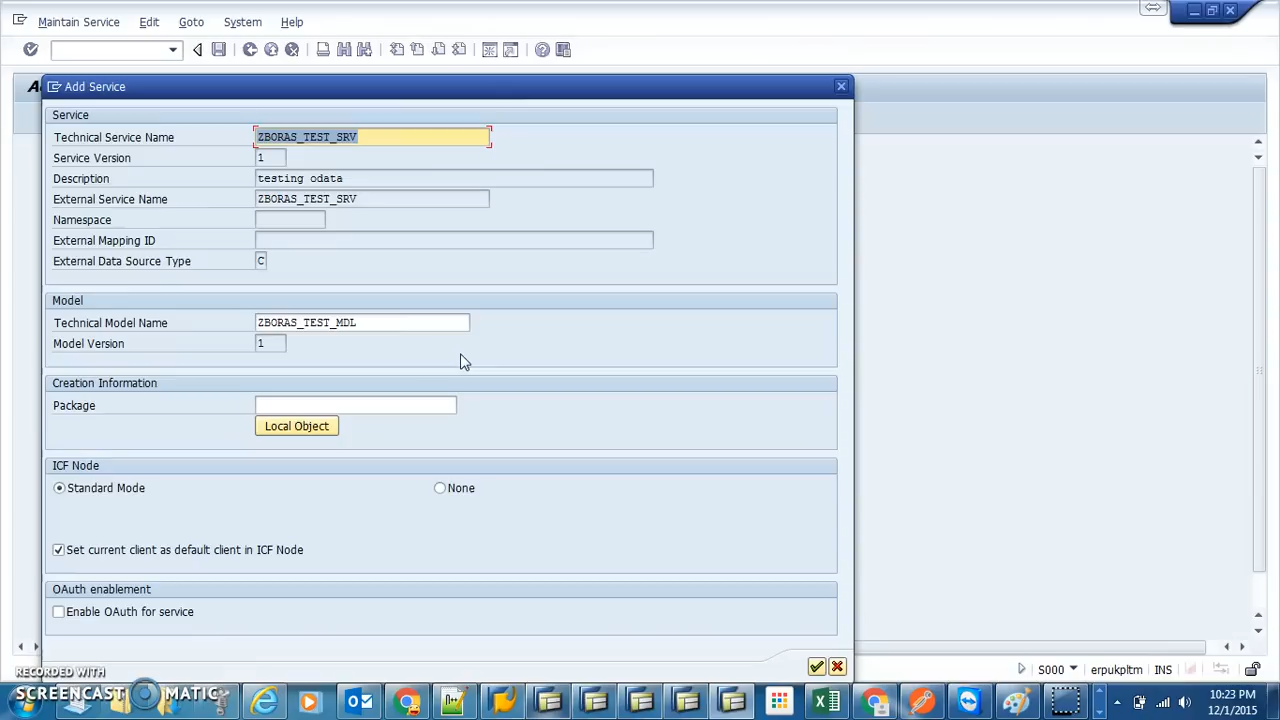 Maintain Service Edit Goto System Help
Add Service
Service
Technical Service Name ZBORAS_TEST_SRV
Service Version 1
Description testing odata
External Service Name ZBORAS_TEST_SRV
Namespace
External Mapping ID
External Data Source Type C
Model
Technical Model Name ZBORAS_TEST_MDL
Model Version 1
Creation Information
Package
Local Object
ICF Node
Standard Mode None
Set current client as default client in ICF Node
OAuth enablement
Enable OAuth for service
S000 erpukpltm INS
RECORDED WITH
SCREENCAST MATIC
10:23 PM
12/1/2015